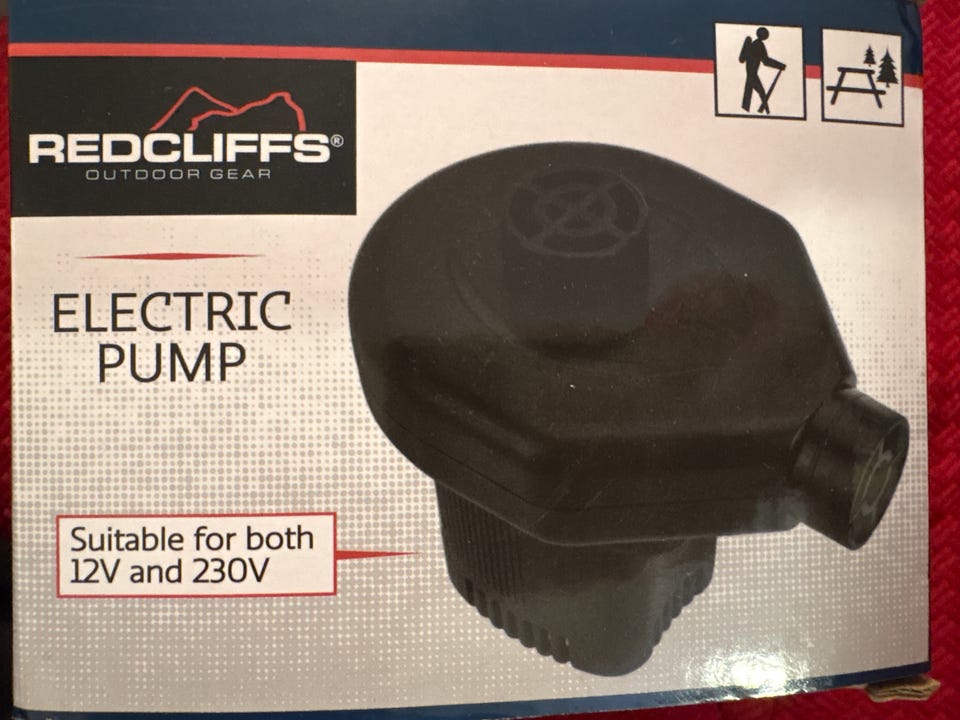 REDCLIFFS®
OUTDOOR GEAR
ELECTRIC
PUMP
Suitable for both
12V and 230V